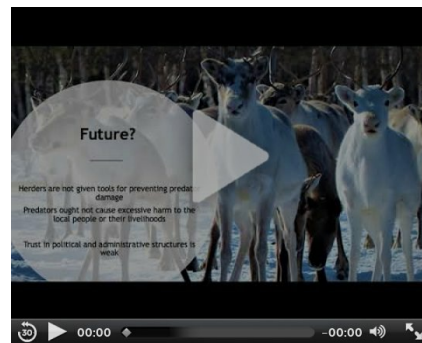 Future?
Herders are not given tools for preventing predator
damage
Predators ought not cause excessive harm to the
local people or their livelihoods
Trust in political and administrative structures is
weak
30
00:00
-00:00